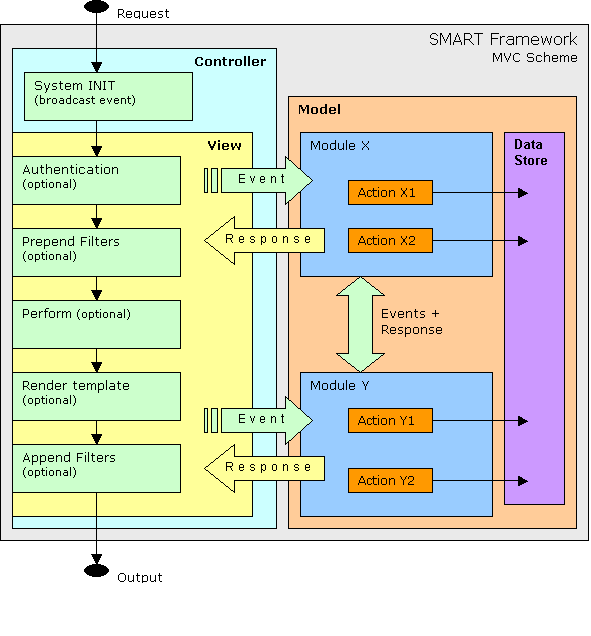 Request
SMART Framework
MVC Scheme
Controller
System INIT
(broadcast event)
Model
View
Module X
Data
Store
Authentication
(optional)
Event
Action X1
Prepend Filters
(optional)
Response
Action X2
Perform (optional)
Events +
Response
Render template
(optional)
Module Y
Event
Action Y1
Append Filters
(optional)
Response
Action Y2
Output